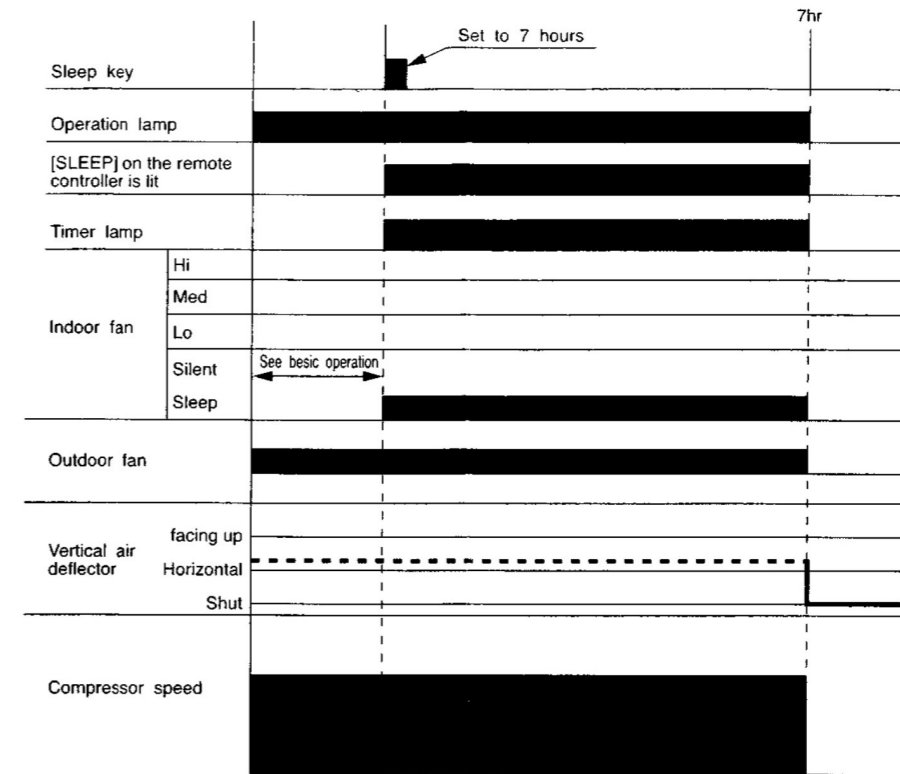 7hr
Set to 7 hours
Sleep key
Operation lamp
[SLEEP] on the remote
controller is lit
Timer lamp
Hi
Med
Indoor fan
Lo
Silent
See besic operation
Sleep
Outdoor fan
facing up
Vertical air
deflector
Horizontal
Shut
Compressor speed